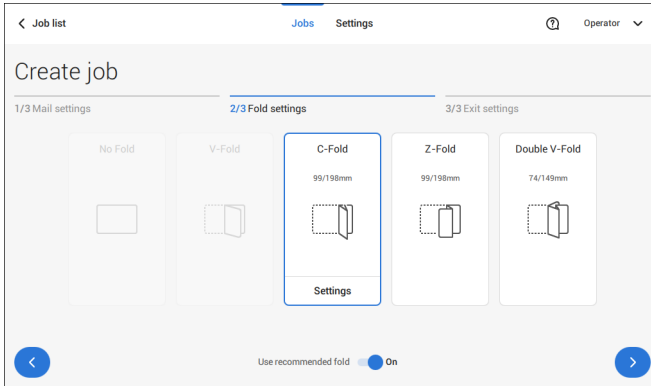 Job list
Jobs Settings
Operator
Create job
1/3 Mail settings
2/3 Fold settings
3/3 Exit settings
No Fold
V-Fold
C-Fold
Z-Fold
Double V-Fold
99/198mm
99/198mm
74/149mm
Settings
Use recommended fold On